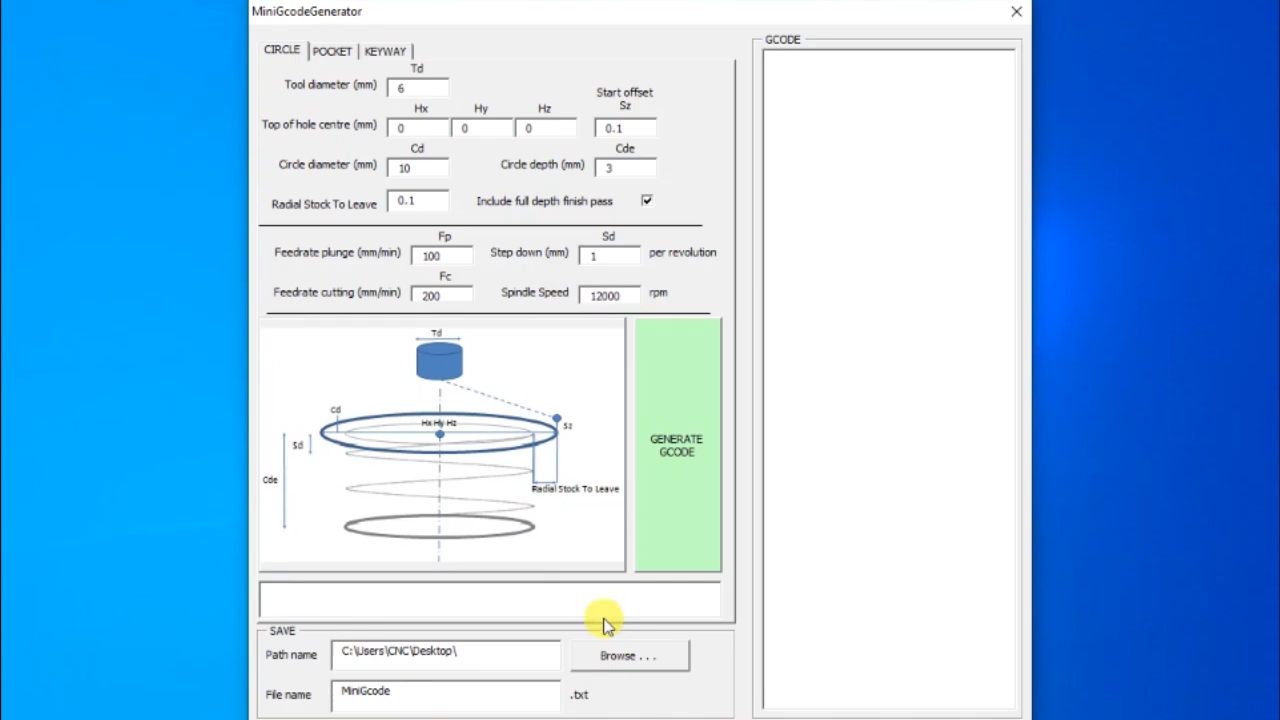 MiniGcodeGenerator
GCODE
CIRCLE POCKET KEYWAY
Td
Tool diameter (mm) 6
Hx Hy Hz Start offset Sz
Top of hole centre (mm) 0 0 0 0.1
Cd Cde
Circle diameter (mm) 10 Circle depth (mm) 3
Radial Stock To Leave 0.1 Include full depth finish pass
Fp Sd
Feedrate plunge (mm/min) 100 Step down (mm) 1 per revolution
Fc
Feedrate cutting (mm/min) 200 Spindle Speed 12000 rpm
Td
Cd
Hx Hy Hz
Sz
Sd
Cde
Radial Stock To Leave
GENERATE
GCODE
SAVE
Path name C:\Users\CNC\Desktop\ Browse . . .
File name MiniGcode .txt